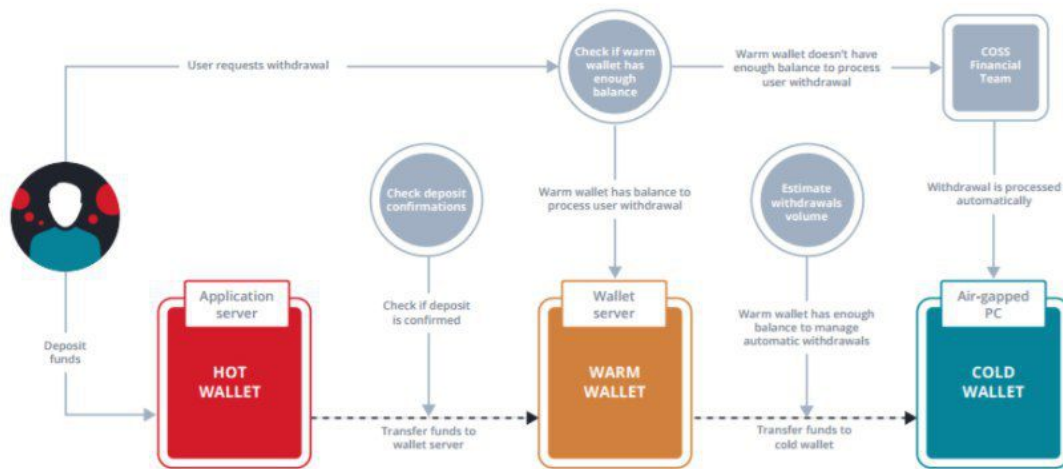 User requests withdrawal
Check if warm
wallet has
enough
balance
Warm wallet doesn't have
enough balance to process
user withdrawal
COSS
Financial
Team
Check deposit
confirmations
Warm wallet has balance to
process user withdrawal
Estimate
withdrawals
volume
Withdrawal is processed
automatically
Deposit
funds
Application
server
HOT
WALLET
Check if deposit
is confirmed
Wallet
server
WARM
WALLET
Warm wallet has enough
balance to manage
automatic withdrawals
Air-gapped
PC
COLD
WALLET
Transfer funds to
wallet server
Transfer funds to
cold wallet